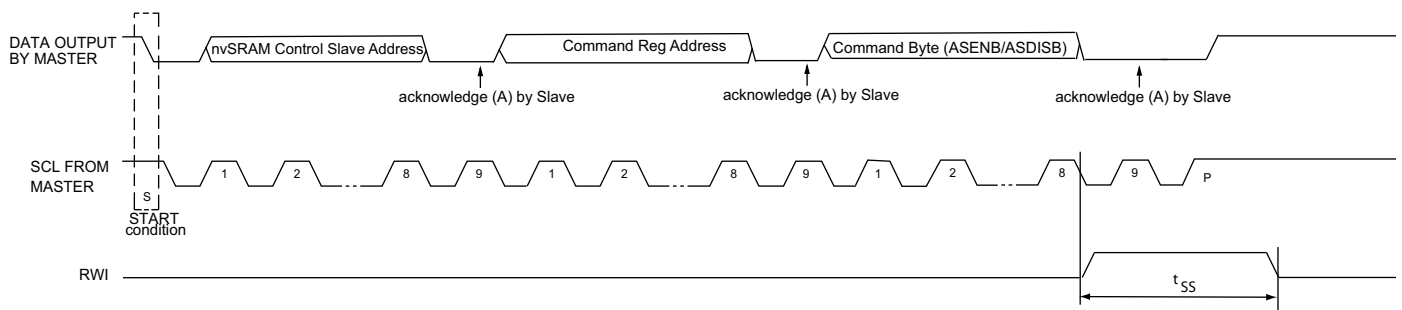 DATA OUTPUT
BY MASTER
nvSRAM Control Slave Address
Command Reg Address
Command Byte (ASENB/ASDISB)
acknowledge (A) by Slave
acknowledge (A) by Slave
acknowledge (A) by Slave
SCL FROM
MASTER
S
1
2
8
9
1
2
8
9
1
2
8
9
P
START
condition
RWI
tSS